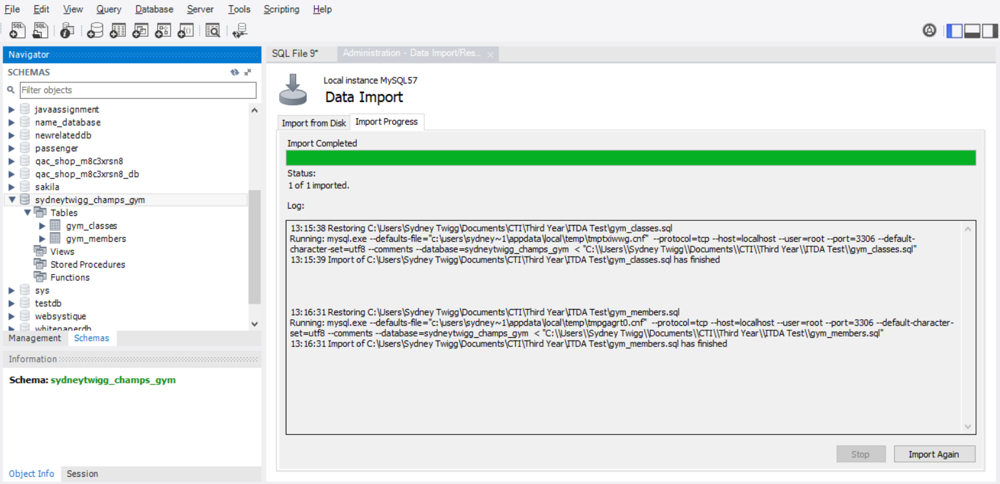 File Edit View Query Database Server Tools Scripting Help
SQL SQL
Navigator
SCHEMAS
Filter objects
javaassignment
name_database
newrelateddb
passenger
qac_shop_m8c3xrsn8
qac_shop_m8c3xrsn8_db
sakila
sydneytwigg_champs_gym
Tables
gym_classes
gym_members
Views
Stored Procedures
Functions
sys
testdb
websystique
whitepaperdb
Management Schemas
Information
Schema: sydneytwigg_champs_gym
Object Info Session
SQL File 9* Administration - Data Import/Res...
Local instance MySQL57
Data Import
Import from Disk Import Progress
Import Completed
Status:
1 of 1 imported.
Log:
13:15:38 Restoring C:\Users\Sydney Twigg\Documents\CTI\Third Year\ITDA Test\gym_classes.sql
Running: mysql.exe --defaults-file="c:\users\sydney~1\appdata\local\temp\tmptxiwwg.cnf" --protocol=tcp --host=localhost --user=root --port=3306 --default-
character-set=utf8 --comments --database=sydneytwigg_champs_gym < "C:\\Users\\Sydney Twigg\\Documents\\CTI\\Third Year\\ITDA Test\\gym_classes.sql"
13:15:39 Import of C:\Users\Sydney Twigg\Documents\CTI\Third Year\ITDA Test\gym_classes.sql has finished
13:16:31 Restoring C:\Users\Sydney Twigg\Documents\CTI\Third Year\ITDA Test\gym_members.sql
Running: mysql.exe --defaults-file="c:\users\sydney~1\appdata\local\temp\tmpgagrt0.cnf" --protocol=tcp --host=localhost --user=root --port=3306 --default-character-
set=utf8 --comments --database=sydneytwigg_champs_gym < "C:\\Users\\Sydney Twigg\\Documents\\CTI\\Third Year\\ITDA Test\\gym_members.sql"
13:16:31 Import of C:\Users\Sydney Twigg\Documents\CTI\Third Year\ITDA Test\gym_members.sql has finished
Stop Import Again